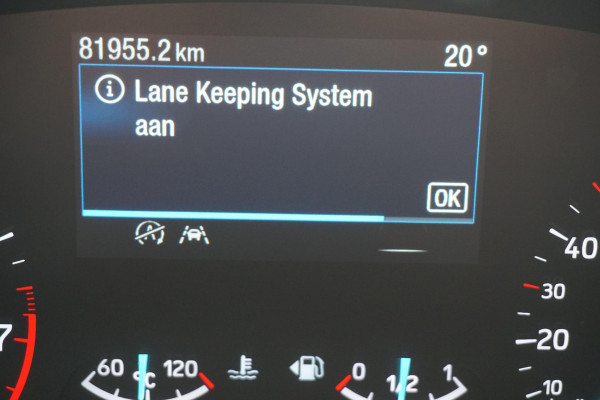 81955.2 km 20°
i Lane Keeping System
aan
OK
A
40
30
20
10
7
60 °C 120
0 1/2 1